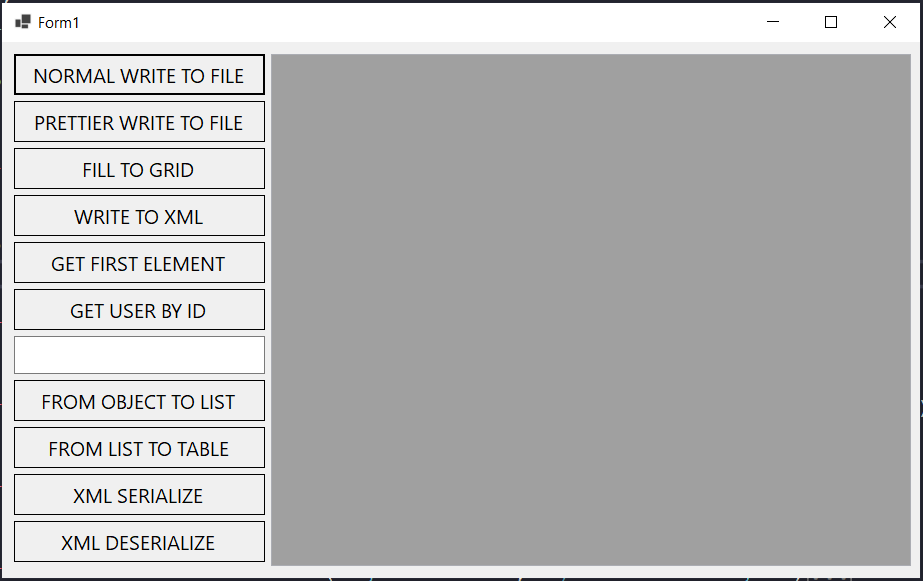 Form1
NORMAL WRITE TO FILE
PRETTIER WRITE TO FILE
FILL TO GRID
WRITE TO XML
GET FIRST ELEMENT
GET USER BY ID
FROM OBJECT TO LIST
FROM LIST TO TABLE
XML SERIALIZE
XML DESERIALIZE